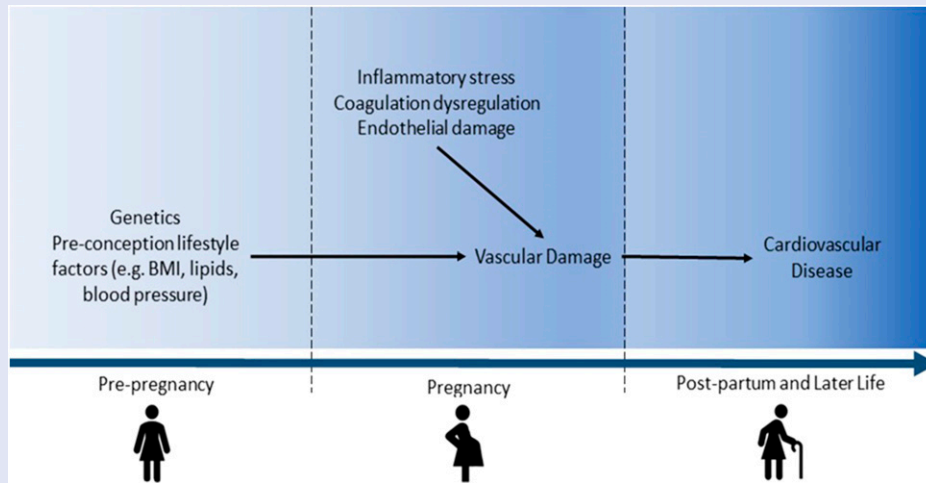 Inflammatory stress
Coagulation dysregulation
Endothelial damage
Genetics
Pre-conception lifestyle
factors (e.g. BMI, lipids,
blood pressure)
Vascular Damage
Cardiovascular
Disease
Pre-pregnancy
Pregnancy
Post-partum and Later Life